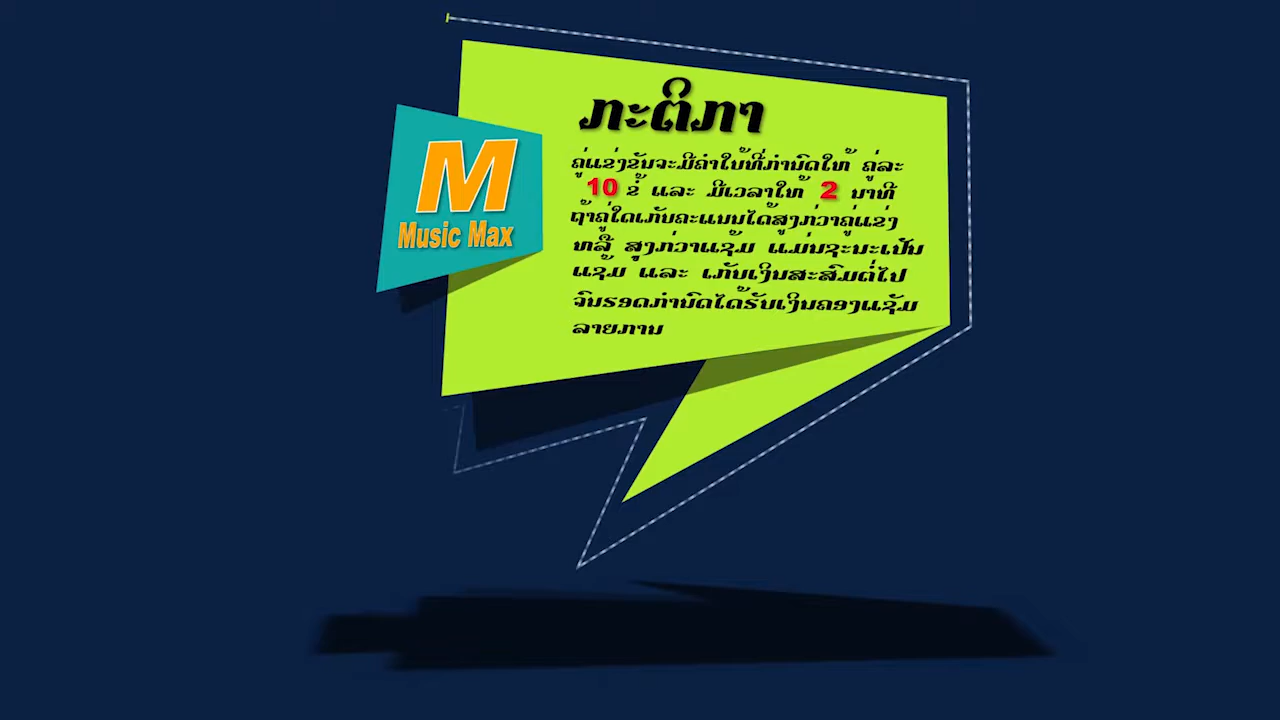 ກະຕິກາ
ຄູ່ແຂ່ງຂັນຈະມີຄຳໃບ້ທີ່ກຳນົດໃຫ້ ຄູ່ລະ
10 ຂໍ້ ແລະ ມີເວລາໃຫ້ 2 ນາທີ
ຖ້າຄູ່ໃດເກັບຄະແນນໄດ້ສູງກ່ວາຄູ່ແຂ່ງ
ຫລື ສູງກ່ວາແຊ້ມ ແມ່ນຊະນະເປັນ
ແຊ້ມ ແລະ ເກັບເງິນສະສົມຕໍ່ໄປ
ຈົນຮອດກຳນົດໄດ້ຮັບເງິນຄອງແຊ້ມ
ລາຍການ
M
Music Max